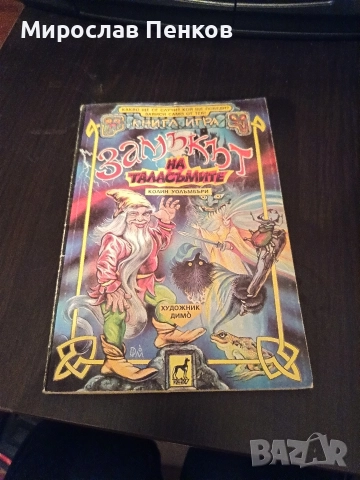 Мирослав Пенков
КНИГА ИГРА
ЗАМЪКЪТ
НА
ТАЛАСЪМИТЕ
КОЛИН УОЛЪМБЪРИ
ХУДОЖНИК
ДИМО
BAZAR